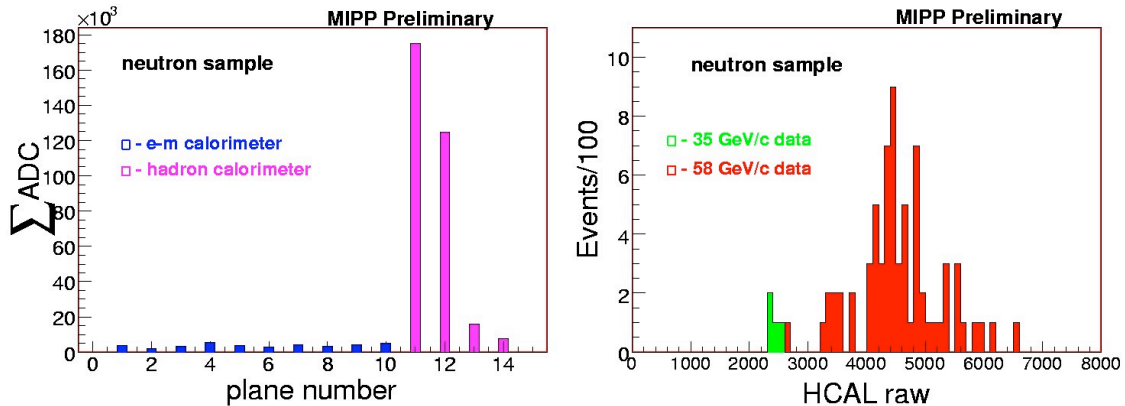 MIPP Preliminary
×10³
180
160
140
120
100
80
60
40
20
0
∑ADC
neutron sample
- e-m calorimeter
- hadron calorimeter
0 2 4 6 8 10 12 14
plane number
MIPP Preliminary
10
8
6
4
2
0
Events/100
neutron sample
- 35 GeV/c data
- 58 GeV/c data
0 1000 2000 3000 4000 5000 6000 7000 8000
HCAL raw